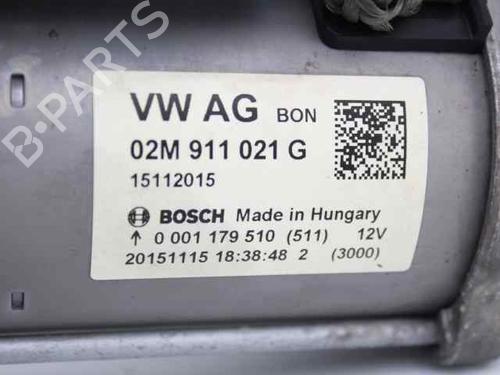 B-PARTS
VW AG BON
02M 911 021 G
15112015
BOSCH Made in Hungary
↑ 0 001 179 510 (511) 12V
20151115 18:38:48 2 (3000)